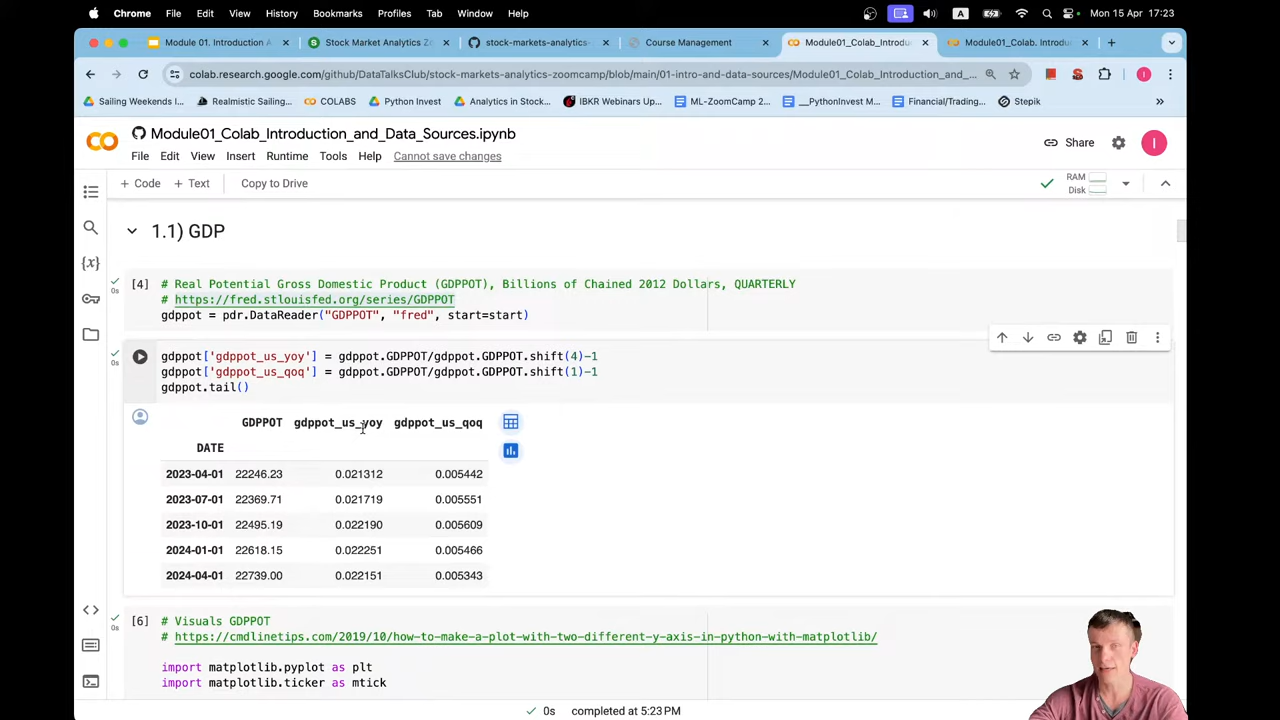 Chrome File Edit View History Bookmarks Profiles Tab Window Help
A Mon 15 Apr 17:23
Module 01. Introduction A
Stock Market Analytics Zo
stock-markets-analytics-
Course Management
Module01_Colab_Introductio
Module01_Colab. Introduc
colab.research.google.com/github/DataTalksClub/stock-markets-analytics-zoomcamp/blob/main/01-intro-and-data-sources/Module01_Colab_Introduction_and_...
Sailing Weekends I...
Realmistic Sailing...
COLABS
Python Invest
Analytics in Stock...
IBKR Webinars Up...
ML-ZoomCamp 2...
__PythonInvest M...
Financial/Trading...
Stepik
»
Module01_Colab_Introduction_and_Data_Sources.ipynb
Share
I
File Edit View Insert Runtime Tools Help Cannot save changes
+ Code + Text Copy to Drive
RAM
Disk
1.1) GDP
[4] # Real Potential Gross Domestic Product (GDPPOT), Billions of Chained 2012 Dollars, QUARTERLY
0s
# https://fred.stlouisfed.org/series/GDPPOT
gdppot = pdr.DataReader("GDPPOT", "fred", start=start)
gdppot['gdppot_us_yoy'] = gdppot.GDPPOT/gdppot.GDPPOT.shift(4)-1
0s
gdppot['gdppot_us_qoq'] = gdppot.GDPPOT/gdppot.GDPPOT.shift(1)-1
gdppot.tail()
GDPPOT gdppot_us_yoy gdppot_us_qoq
DATE
2023-04-01 22246.23 0.021312 0.005442
2023-07-01 22369.71 0.021719 0.005551
2023-10-01 22495.19 0.022190 0.005609
2024-01-01 22618.15 0.022251 0.005466
2024-04-01 22739.00 0.022151 0.005343
[6] # Visuals GDPPOT
0s
# https://cmdlinetips.com/2019/10/how-to-make-a-plot-with-two-different-y-axis-in-python-with-matplotlib/
import matplotlib.pyplot as plt
import matplotlib.ticker as mtick
0s completed at 5:23 PM